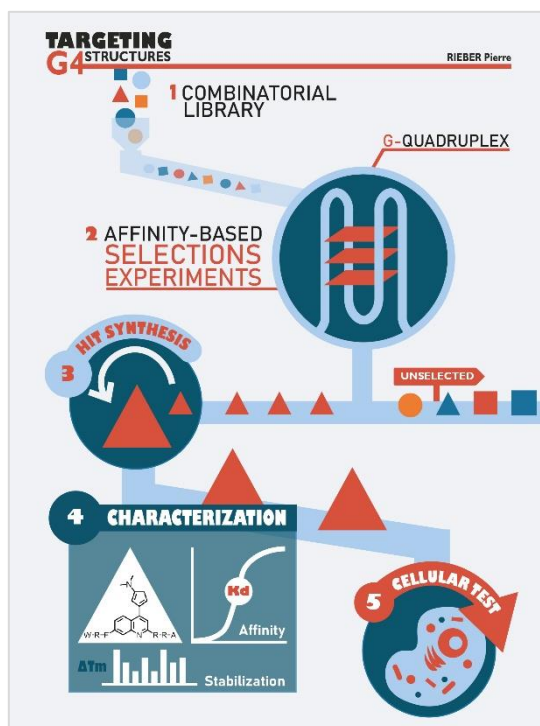 TARGETING
G4 STRUCTURES
RIEBER Pierre
1 COMBINATORIAL
LIBRARY
G-QUADRUPLEX
2 AFFINITY-BASED
SELECTIONS
EXPERIMENTS
HIT SYNTHESIS
3
UNSELECTED
4 CHARACTERIZATION
Kd
N
W-R-F
N
R-R-A
Affinity
ΔTm
Stabilization
5 CELLULAR TEST